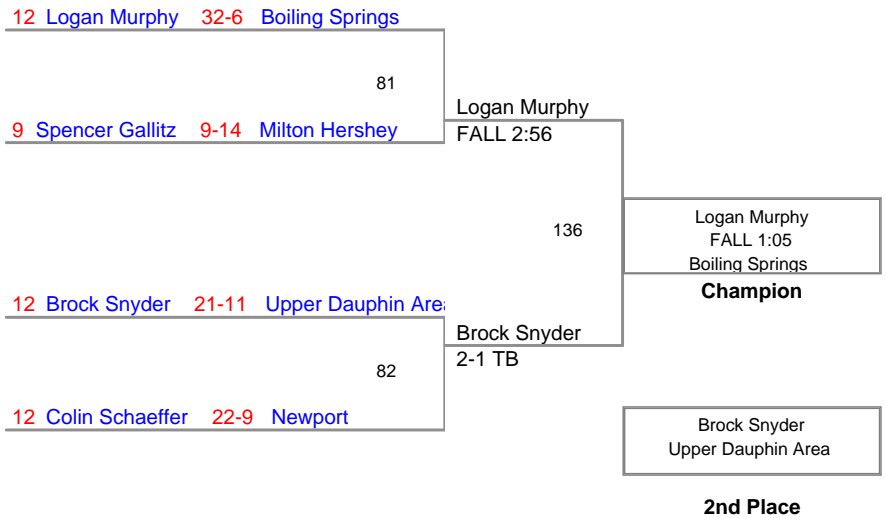 12 Logan Murphy 32-6 Boiling Springs
81
Logan Murphy
9 Spencer Gallitz 9-14 Milton Hershey
FALL 2:56
136
Logan Murphy
FALL 1:05
Boiling Springs
Champion
12 Brock Snyder 21-11 Upper Dauphin Area
Brock Snyder
2-1 TB
82
12 Colin Schaeffer 22-9 Newport
Brock Snyder
Upper Dauphin Area
2nd Place